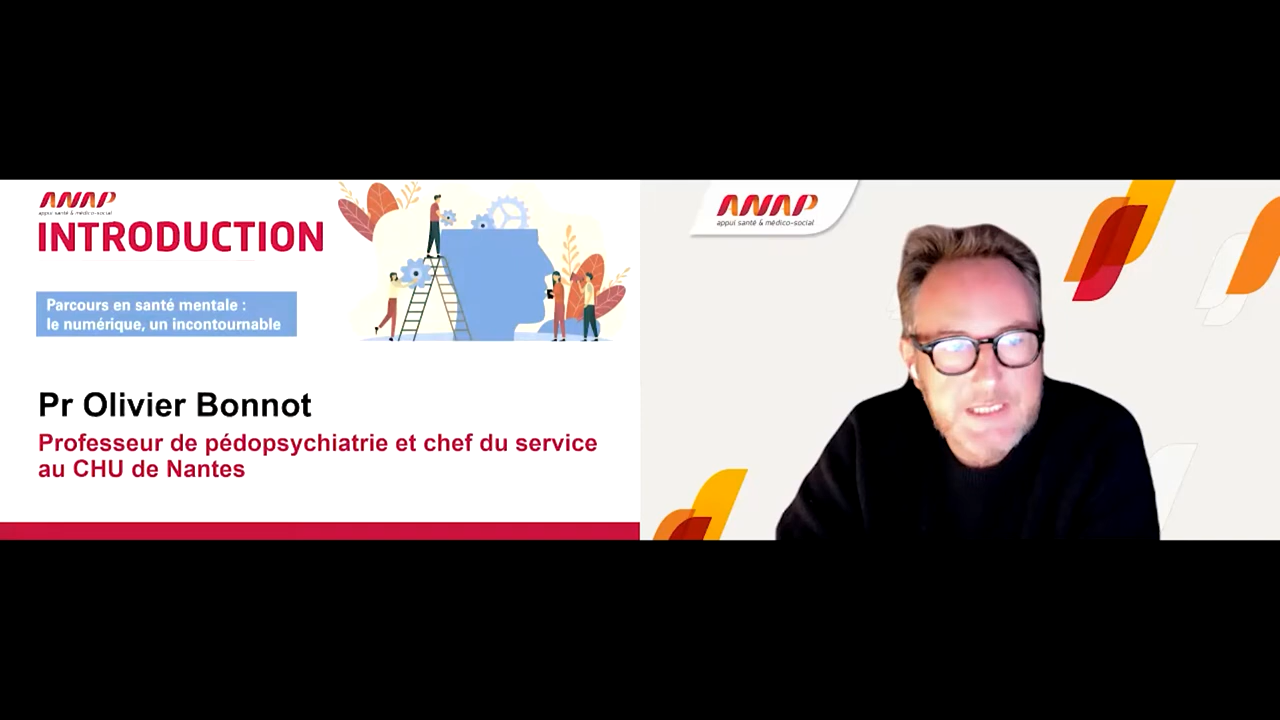 ANAP
appui santé & médico-social
INTRODUCTION
Parcours en santé mentale :
le numérique, un incontournable
Pr Olivier Bonnot
Professeur de pédopsychiatrie et chef du service
au CHU de Nantes
ANAP
appui santé & médico-social